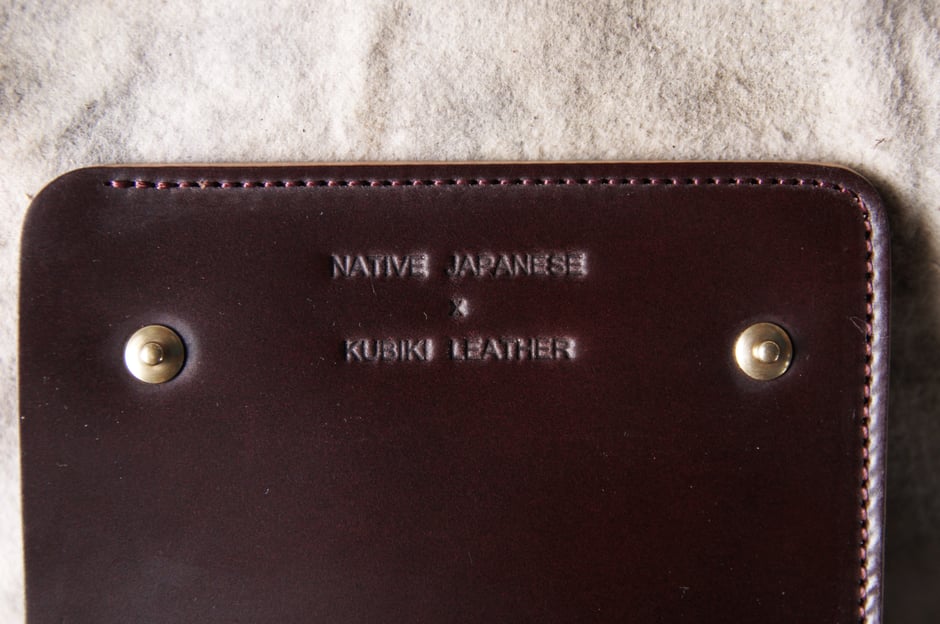 NATIVE JAPANESE
X
KUBIKI LEATHER